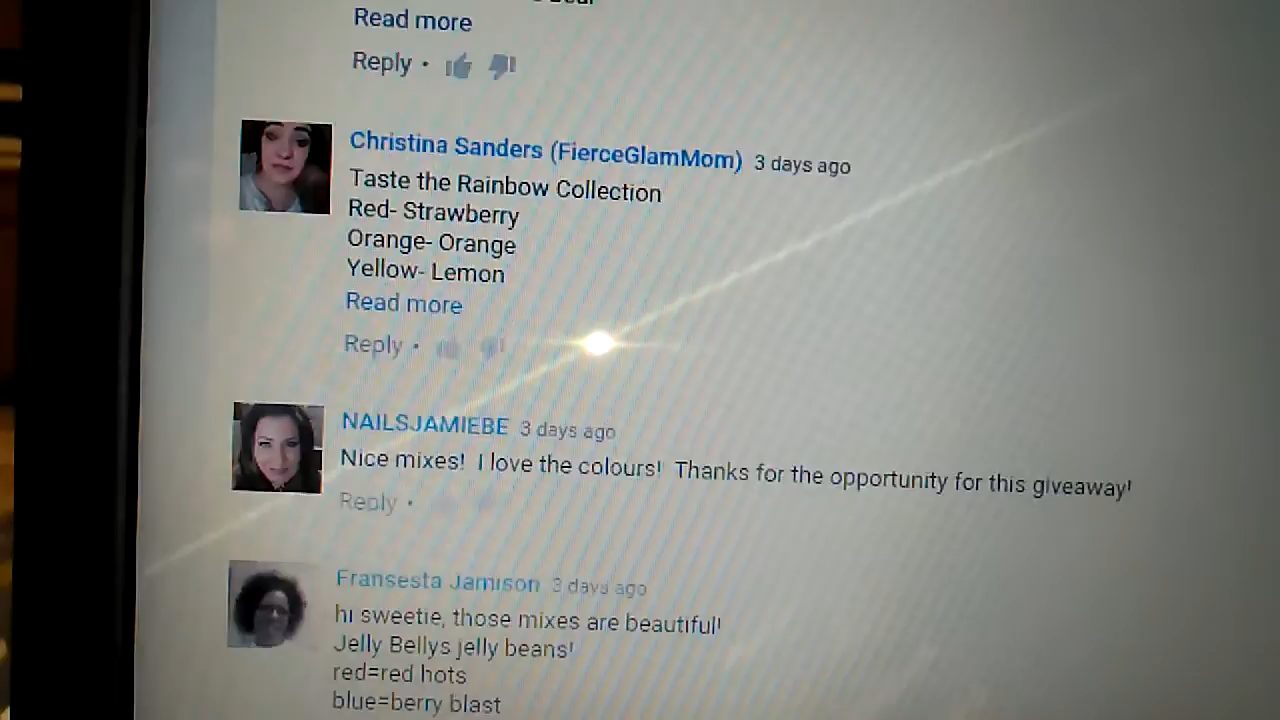 Read more
Reply •
Christina Sanders (FierceGlamMom) 3 days ago
Taste the Rainbow Collection
Red- Strawberry
Orange- Orange
Yellow- Lemon
Read more
Reply •
NAILSJAMIEBE 3 days ago
Nice mixes! I love the colours! Thanks for the opportunity for this giveaway!
Reply •
Fransesta Jamison 3 days ago
hi sweetie, those mixes are beautiful!
Jelly Bellys jelly beans!
red=red hots
blue=berry blast